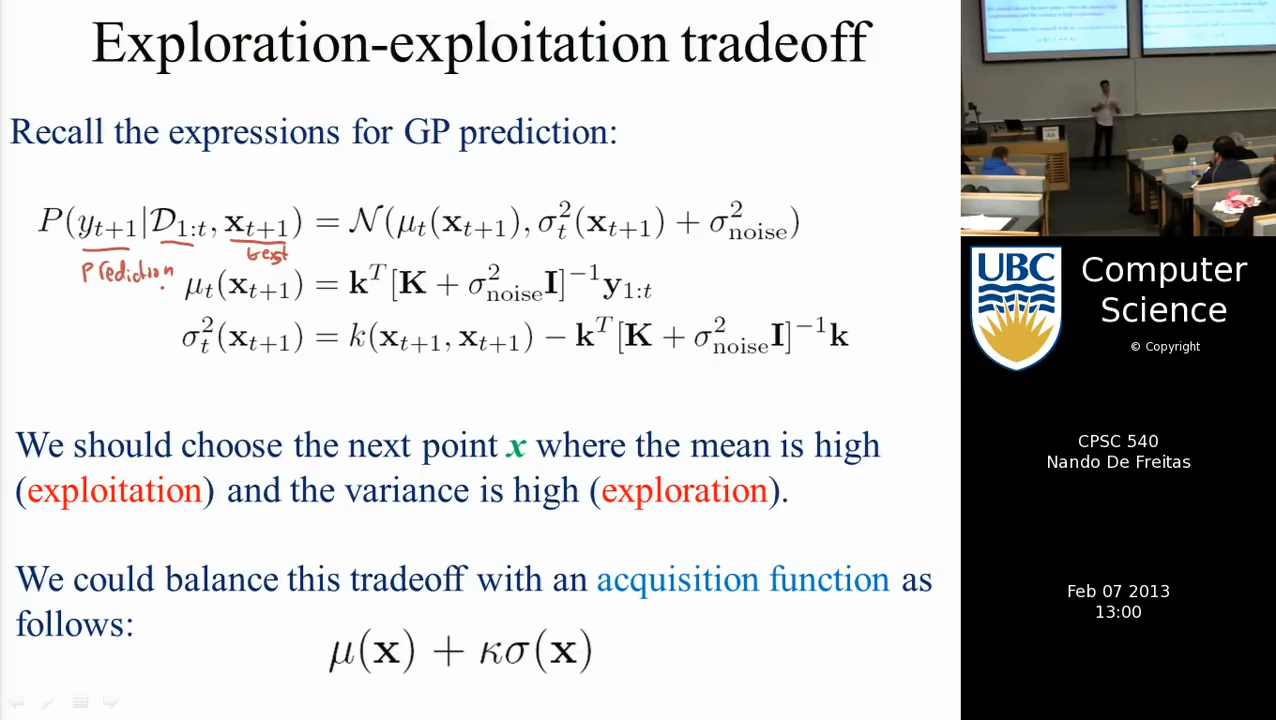 Exploration-exploitation tradeoff
Recall the expressions for GP prediction:
P(y_{t+1}|𝒟_{1:t}, x_{t+1}) = 𝒩(μ_t(x_{t+1}), σ_t^2(x_{t+1}) + σ_noise^2)
Prediction test
μ_t(x_{t+1}) = k^T[K + σ_noise^2 I]^{-1} y_{1:t}
σ_t^2(x_{t+1}) = k(x_{t+1}, x_{t+1}) − k^T[K + σ_noise^2 I]^{-1} k
We should choose the next point x where the mean is high
(exploitation) and the variance is high (exploration).
We could balance this tradeoff with an acquisition function as
follows:
μ(x) + κσ(x)
UBC
Computer
Science
© Copyright
CPSC 540
Nando De Freitas
Feb 07 2013
13:00